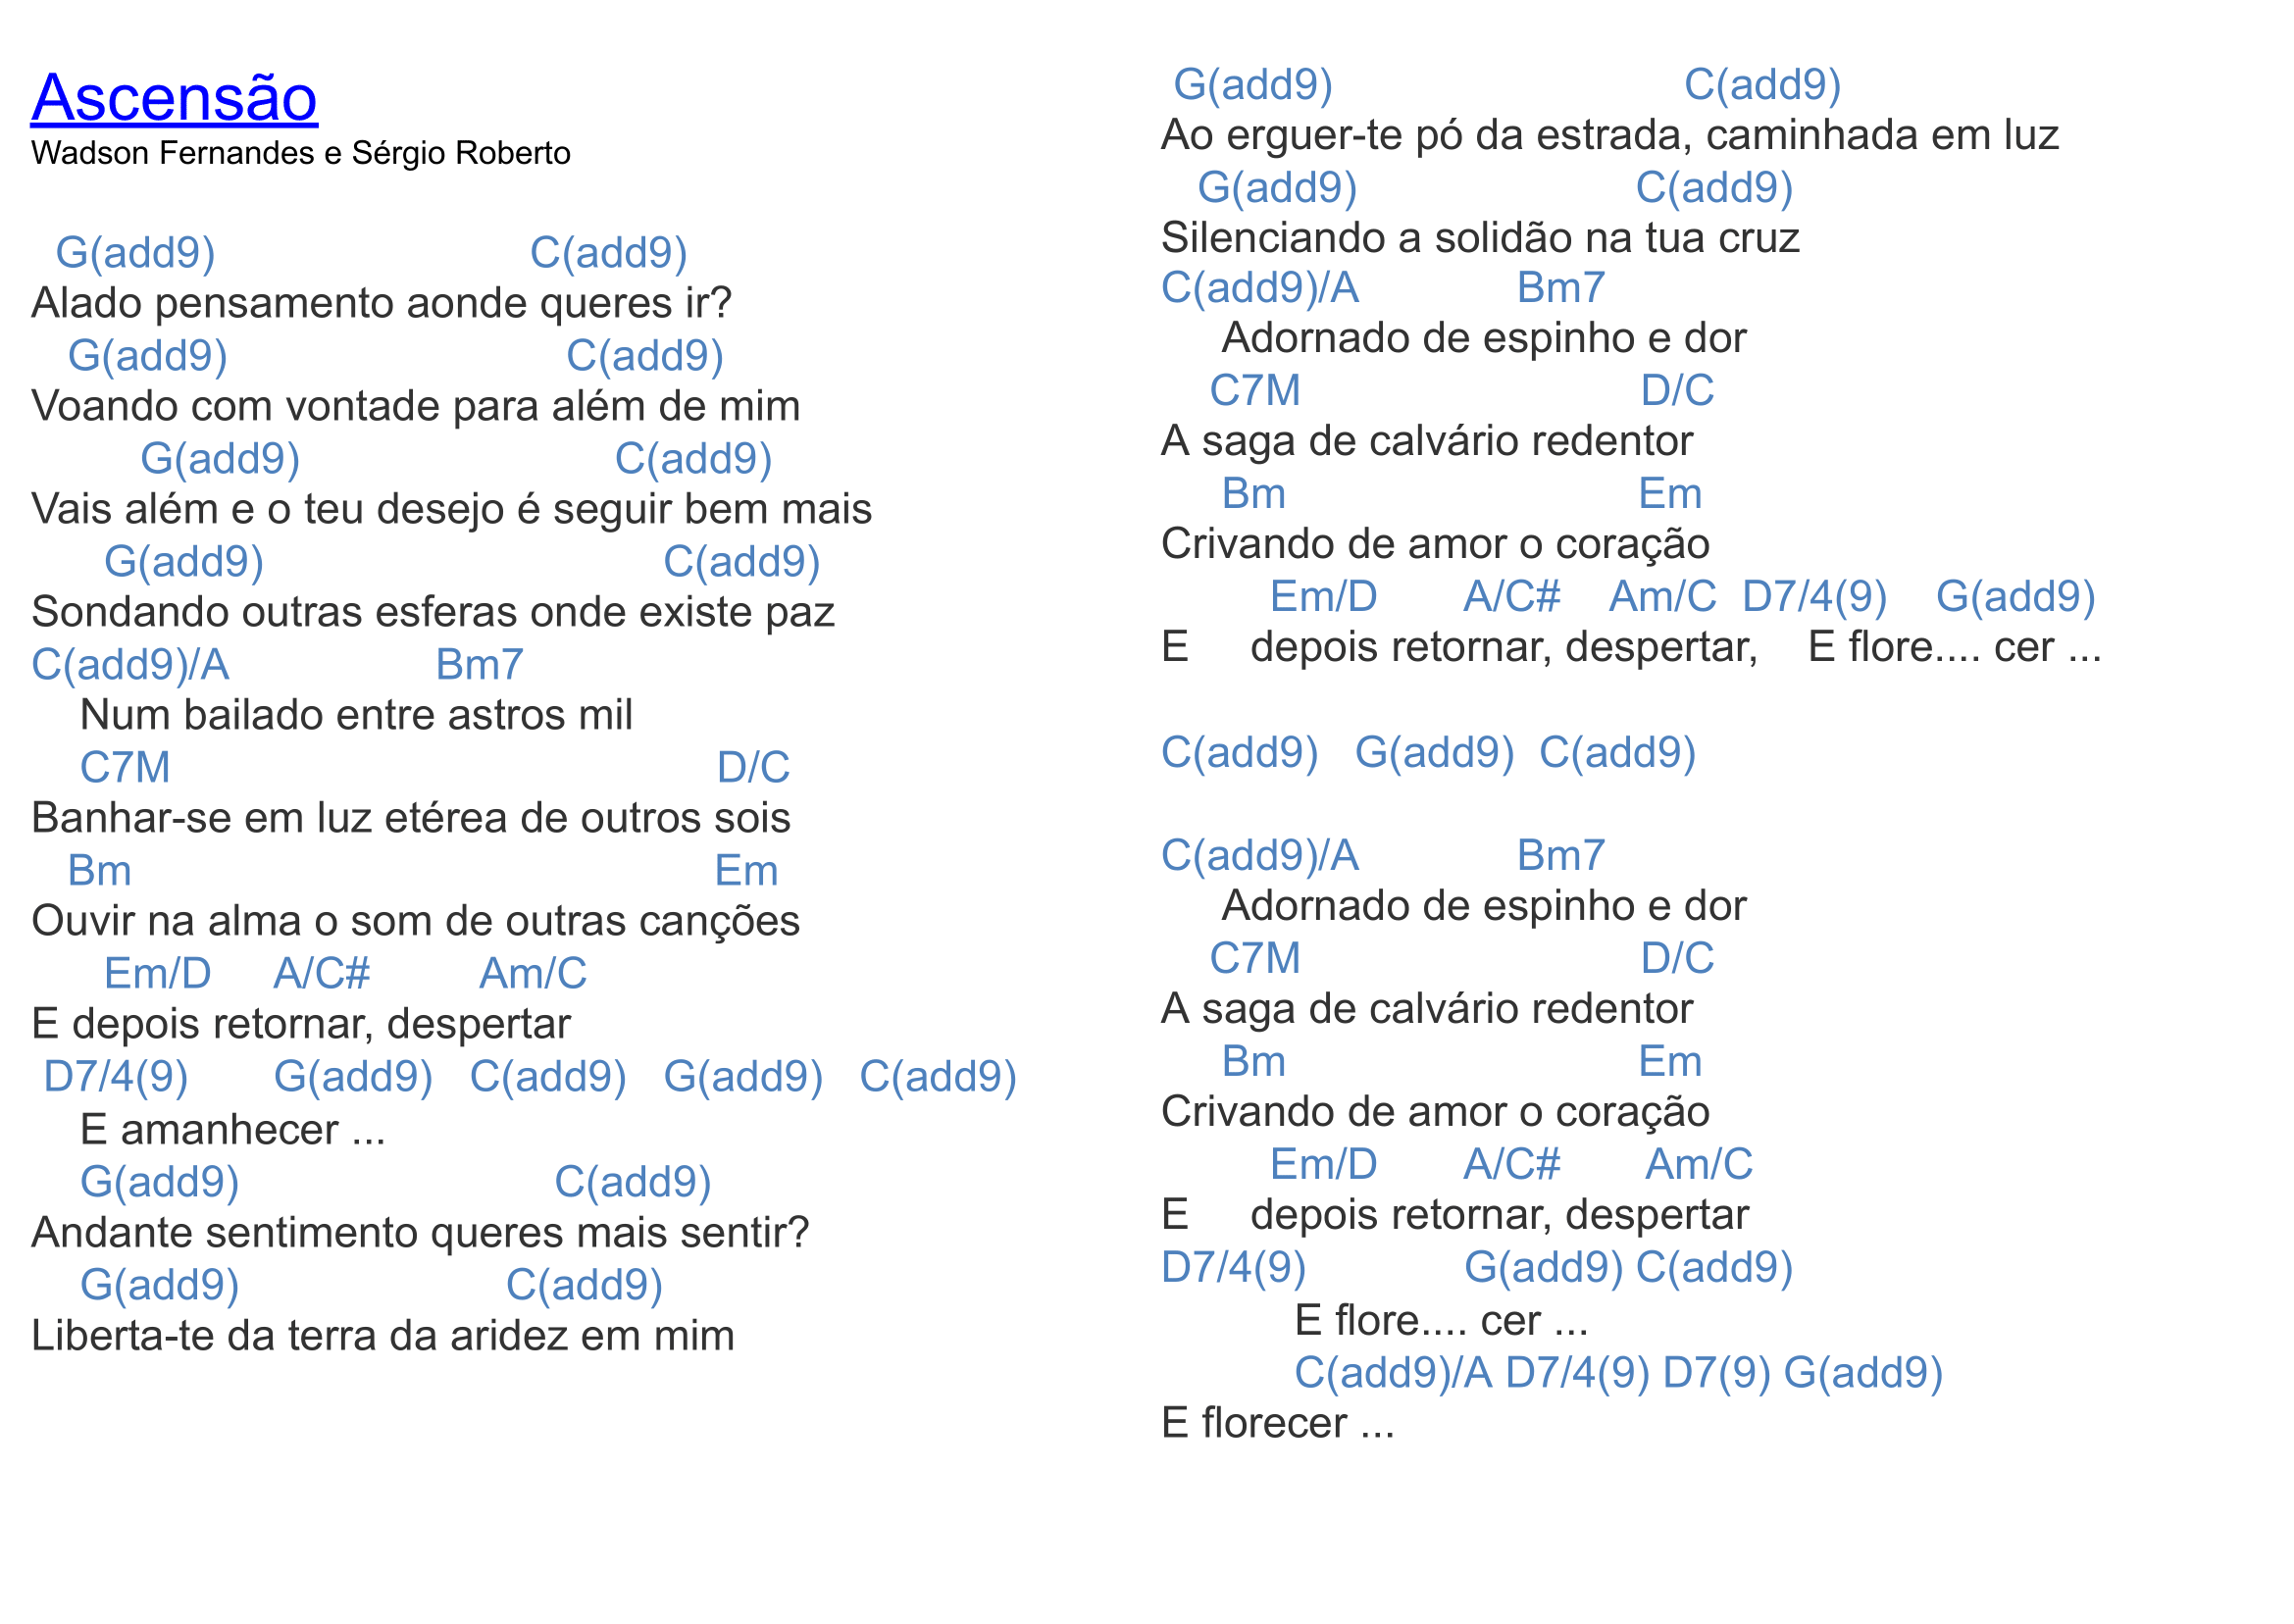 Ascensão
Wadson Fernandes e Sérgio Roberto
G(add9) C(add9)
Alado pensamento aonde queres ir?
G(add9) C(add9)
Voando com vontade para além de mim
G(add9) C(add9)
Vais além e o teu desejo é seguir bem mais
G(add9) C(add9)
Sondando outras esferas onde existe paz
C(add9)/A Bm7
Num bailado entre astros mil
C7M D/C
Banhar-se em luz etérea de outros sois
Bm Em
Ouvir na alma o som de outras canções
Em/D A/C# Am/C
E depois retornar, despertar
D7/4(9) G(add9) C(add9) G(add9) C(add9)
E amanhecer ...
G(add9) C(add9)
Andante sentimento queres mais sentir?
G(add9) C(add9)
Liberta-te da terra da aridez em mim
G(add9) C(add9)
Ao erguer-te pó da estrada, caminhada em luz
G(add9) C(add9)
Silenciando a solidão na tua cruz
C(add9)/A Bm7
Adornado de espinho e dor
C7M D/C
A saga de calvário redentor
Bm Em
Crivando de amor o coração
Em/D A/C# Am/C D7/4(9) G(add9)
E depois retornar, despertar, E flore.... cer ...
C(add9) G(add9) C(add9)
C(add9)/A Bm7
Adornado de espinho e dor
C7M D/C
A saga de calvário redentor
Bm Em
Crivando de amor o coração
Em/D A/C# Am/C
E depois retornar, despertar
D7/4(9) G(add9) C(add9)
E flore.... cer ...
C(add9)/A D7/4(9) D7(9) G(add9)
E florecer ...